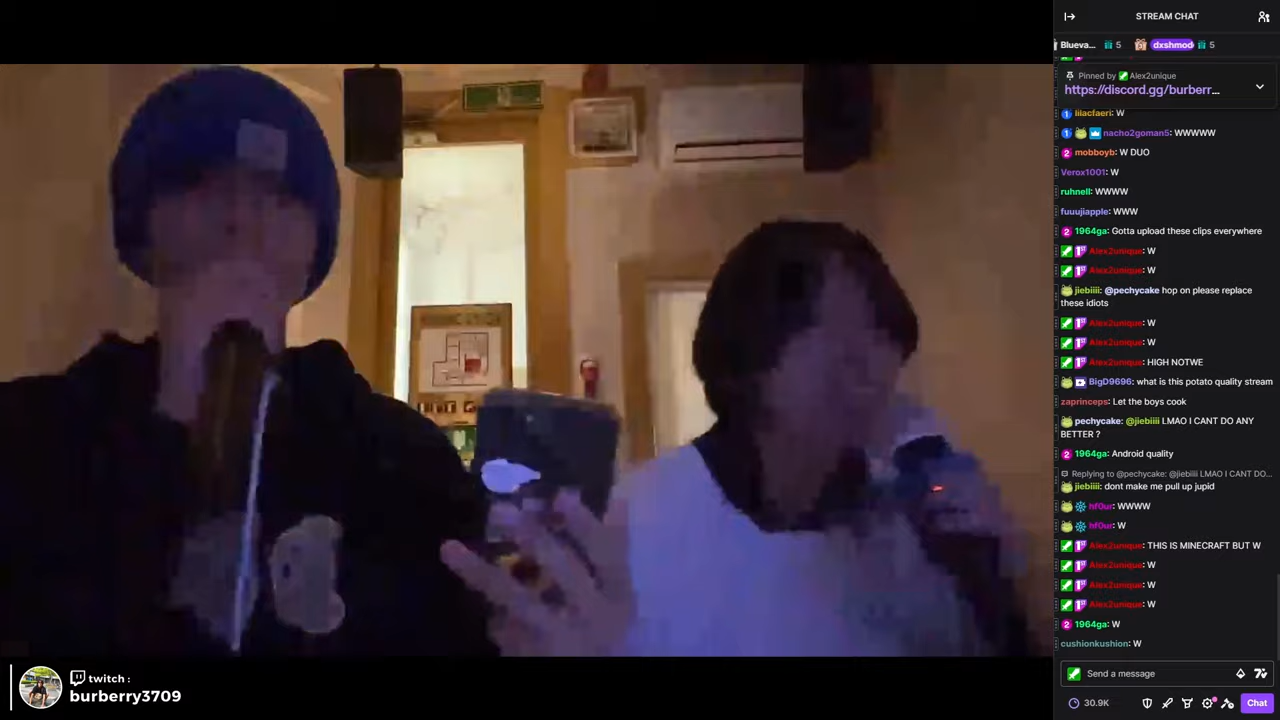 STREAM CHAT
Blueva... 5 dxshmod 5
Pinned by Alex2unique
https://discord.gg/burberr...
lilacfaeri: W
nacho2goman5: WWWWW
mobboyb: W DUO
Verox1001: W
ruhnell: WWWW
fuuujiapple: WWW
1964ga: Gotta upload these clips everywhere
Alex2unique: W
Alex2unique: W
jiebiiii: @pechycake hop on please replace
these idiots
Alex2unique: W
Alex2unique: W
Alex2unique: HIGH NOTWE
BigD9696: what is this potato quality stream
zaprinceps: Let the boys cook
pechycake: @jiebiiii LMAO I CANT DO ANY
BETTER ?
1964ga: Android quality
Replying to @pechycake: @jiebiiii LMAO I CANT DO...
jiebiiii: dont make me pull up jupid
hf0ur: WWWW
hf0ur: W
Alex2unique: THIS IS MINECRAFT BUT W
Alex2unique: W
Alex2unique: W
Alex2unique: W
1964ga: W
cushionkushion: W
Send a message
30.9K
Chat
twitch :
burberry3709